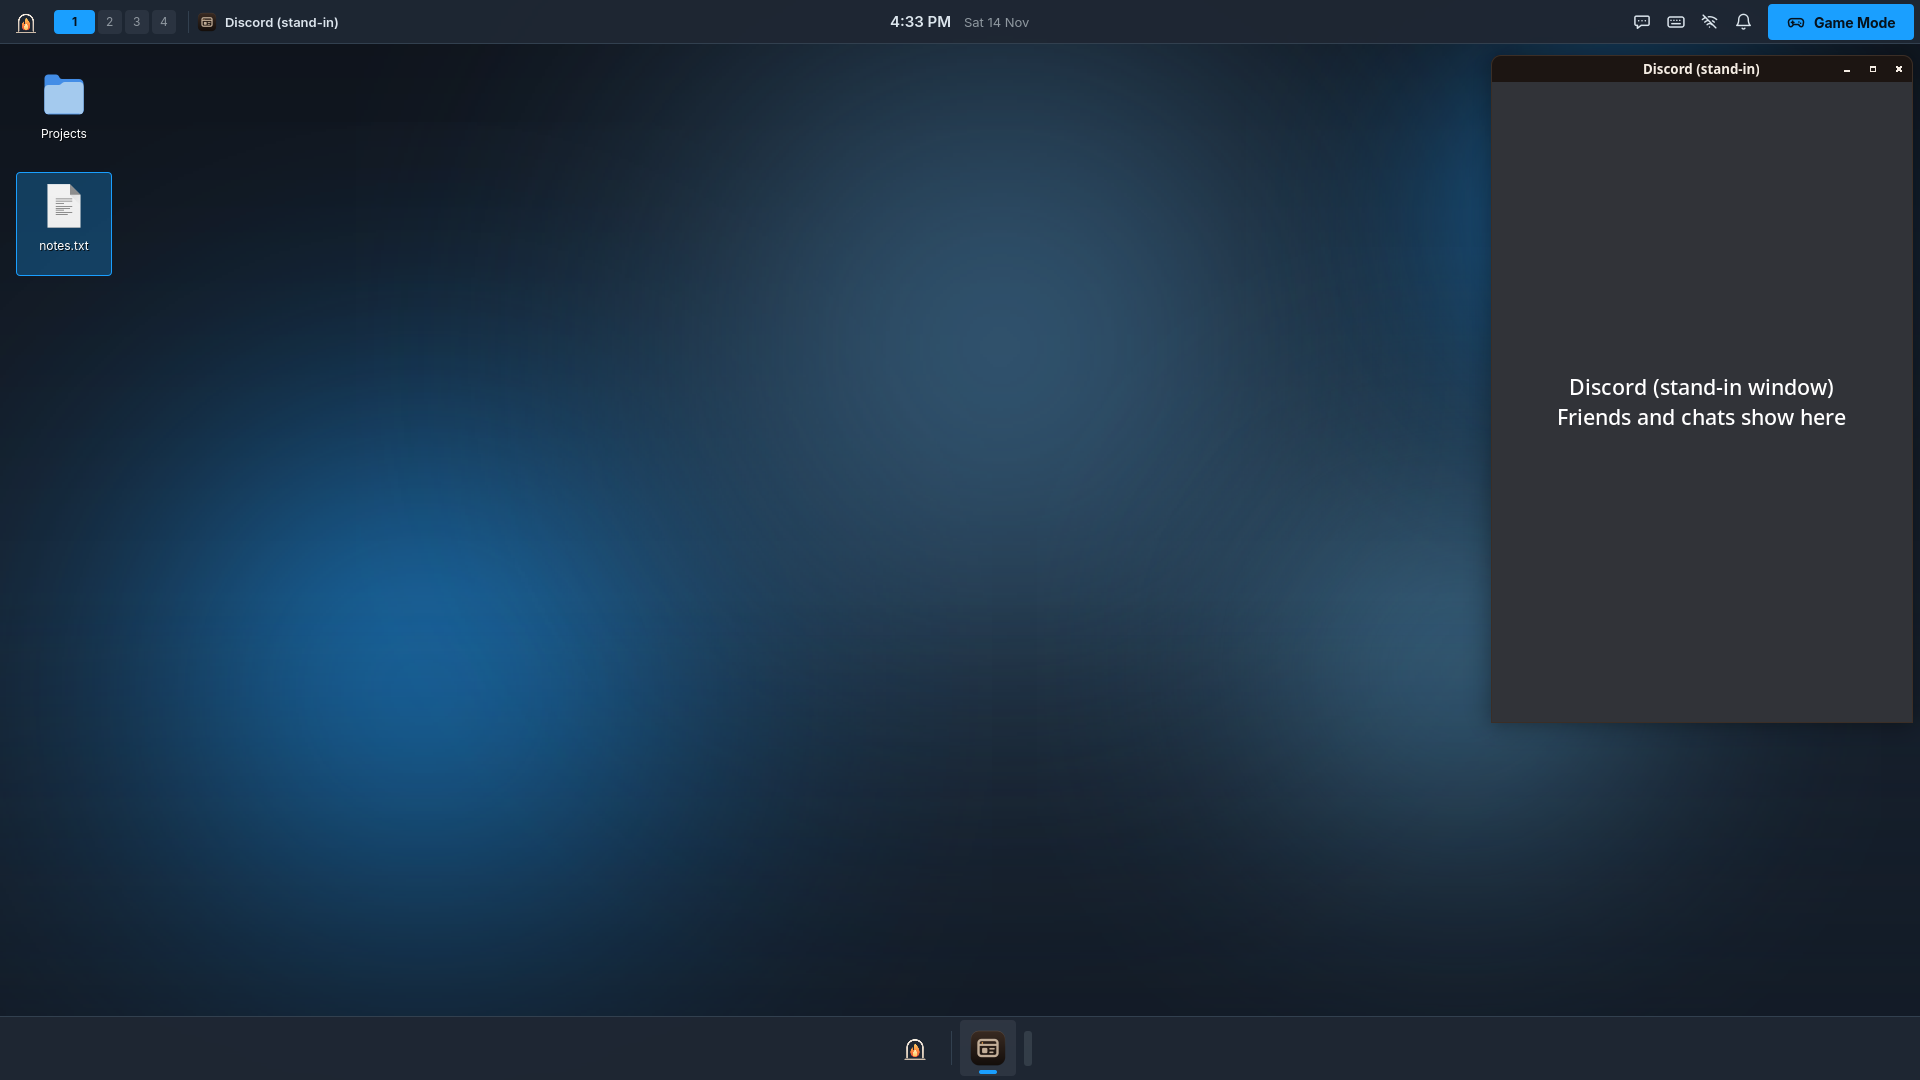 1 2 3 4 Discord (stand-in) 4:33 PM Sat 14 Nov Game Mode
Projects
notes.txt
Discord (stand-in)
Discord (stand-in window)
Friends and chats show here